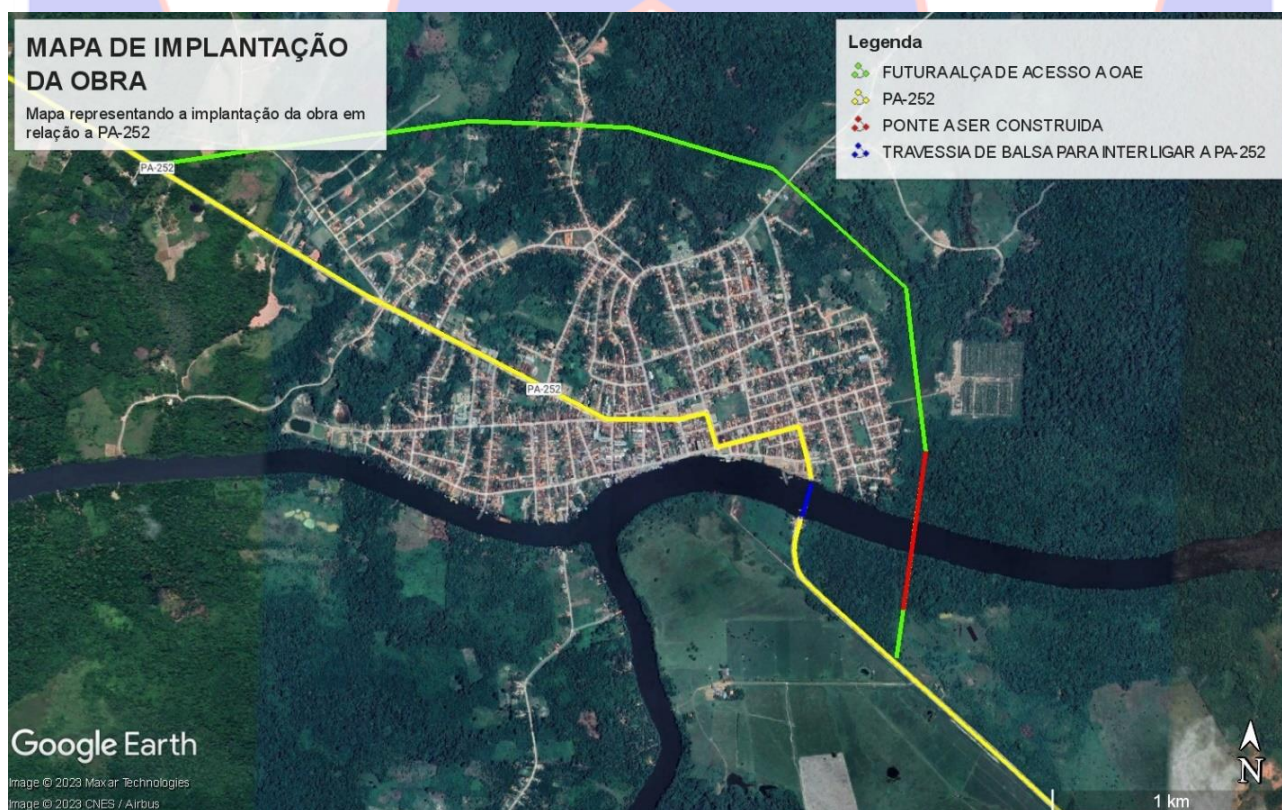 MAPA DE IMPLANTAÇÃO
DA OBRA
Mapa representando a implantação da obra em
relação a PA-252
Legenda
FUTURA ALÇA DE ACESSO A OAE
PA-252
PONTE A SER CONSTRUIDA
TRAVESSIA DE BALSA PARA INTERLIGAR A PA-252
PA-252
PA-252
Google Earth
Image © 2023 Maxar Technologies
Image © 2023 CNES / Airbus
N
1 km